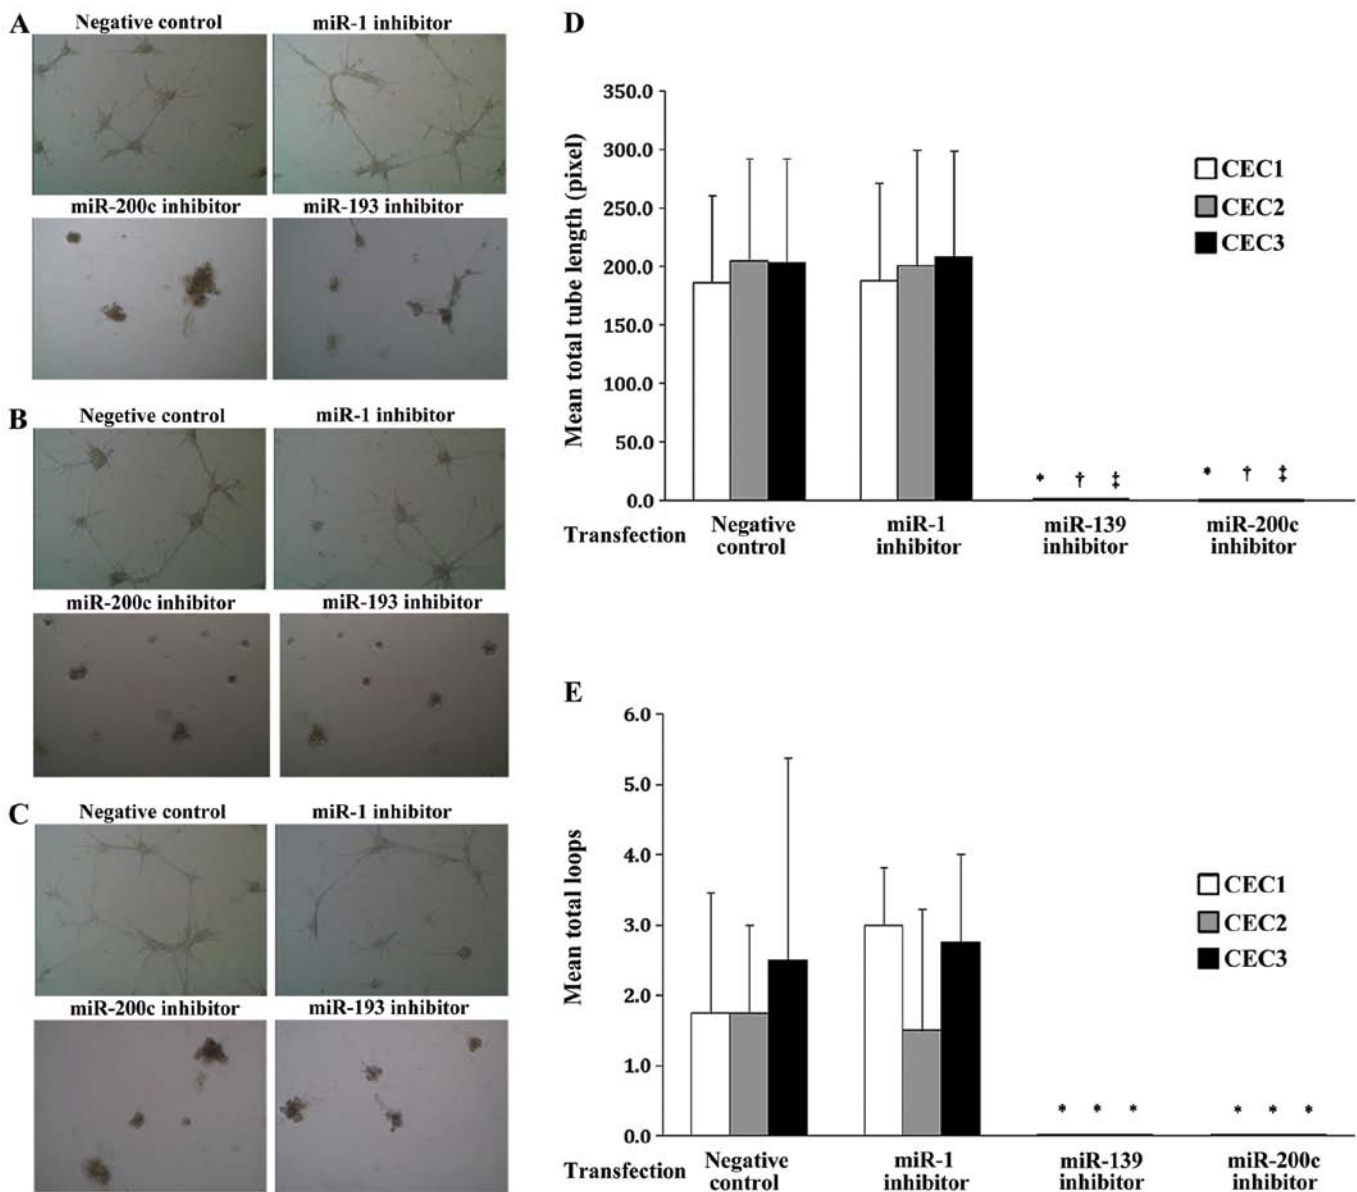 A
Negative control miR-1 inhibitor
miR-200c inhibitor miR-193 inhibitor
B
Negetive control miR-1 inhibitor
miR-200c inhibitor miR-193 inhibitor
C
Negative control miR-1 inhibitor
miR-200c inhibitor miR-193 inhibitor
D
Mean total tube length (pixel)
350.0
300.0
250.0
200.0
150.0
100.0
50.0
0.0
CEC1
CEC2
CEC3
* † ‡ * † ‡
Transfection
Negative
control
miR-1
inhibitor
miR-139
inhibitor
miR-200c
inhibitor
E
Mean total loops
6.0
5.0
4.0
3.0
2.0
1.0
0.0
CEC1
CEC2
CEC3
* * * * * *
Transfection
Negative
control
miR-1
inhibitor
miR-139
inhibitor
miR-200c
inhibitor